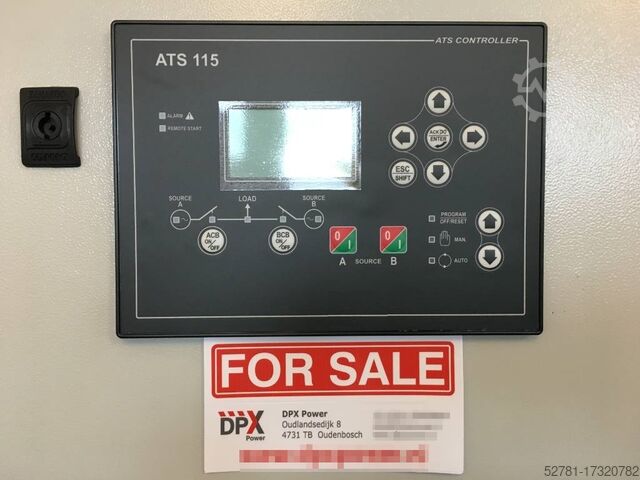 ATS CONTROLLER
ATS 115
ALARM
REMOTE START
ACK
ENTER
ESC
SHIFT
SOURCE
A
LOAD
SOURCE
B
ACB
ON/OFF
BCB
ON/OFF
0
I
0
I
A SOURCE B
PROGRAM
OFF/RESET
MAN.
AUTO
FOR SALE
DPX
Power
DPX Power
Oudlandsedijk 8
4731 TB Oudenbosch
52781-17320782